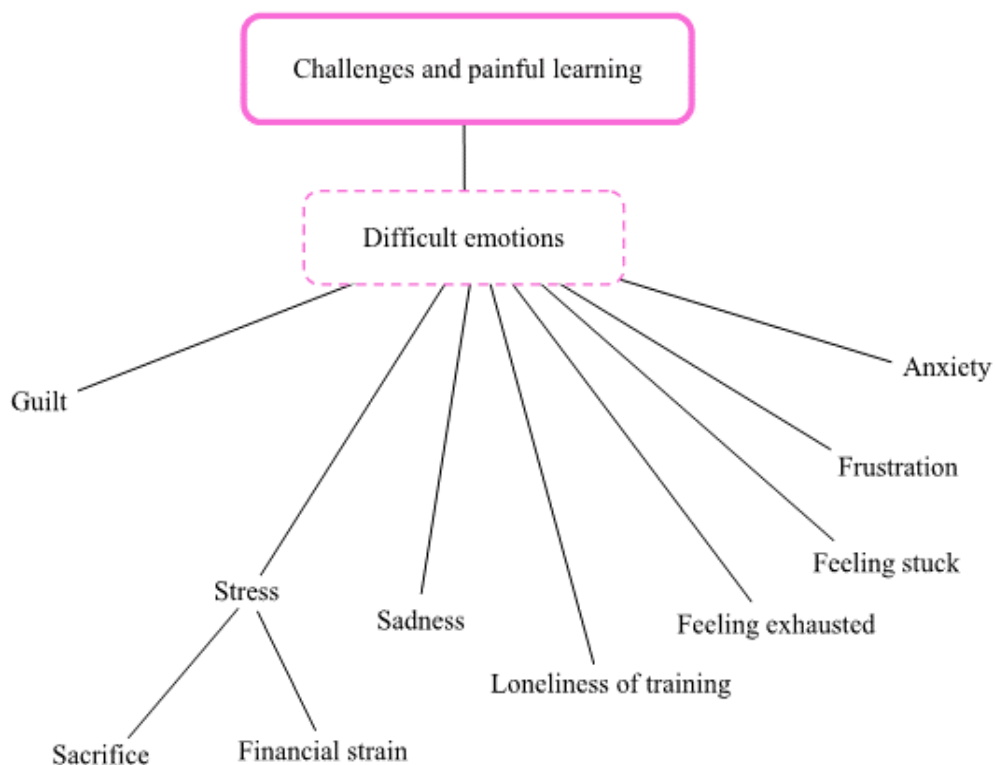 Challenges and painful learning
Difficult emotions
Anxiety
Guilt
Frustration
Feeling stuck
Stress
Sadness
Feeling exhausted
Loneliness of training
Sacrifice
Financial strain